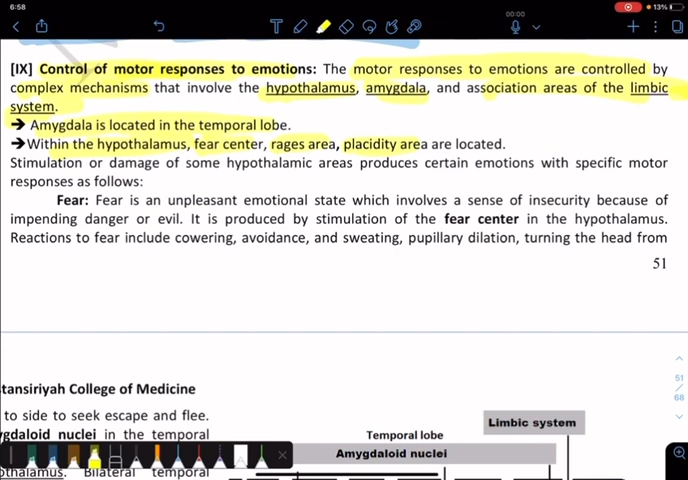 6:58
00:00
13%
[IX] Control of motor responses to emotions: The motor responses to emotions are controlled by
complex mechanisms that involve the hypothalamus, amygdala, and association areas of the limbic
system.
➔ Amygdala is located in the temporal lobe.
➔Within the hypothalamus, fear center, rages area, placidity area are located.
Stimulation or damage of some hypothalamic areas produces certain emotions with specific motor
responses as follows:
Fear: Fear is an unpleasant emotional state which involves a sense of insecurity because of
impending danger or evil. It is produced by stimulation of the fear center in the hypothalamus.
Reactions to fear include cowering, avoidance, and sweating, pupillary dilation, turning the head from
51
51
/
68
tansiriyah College of Medicine
to side to seek escape and flee.
ygdaloid nuclei in the temporal
othalamus. Bilateral temporal
Limbic system
Temporal lobe
Amygdaloid nuclei